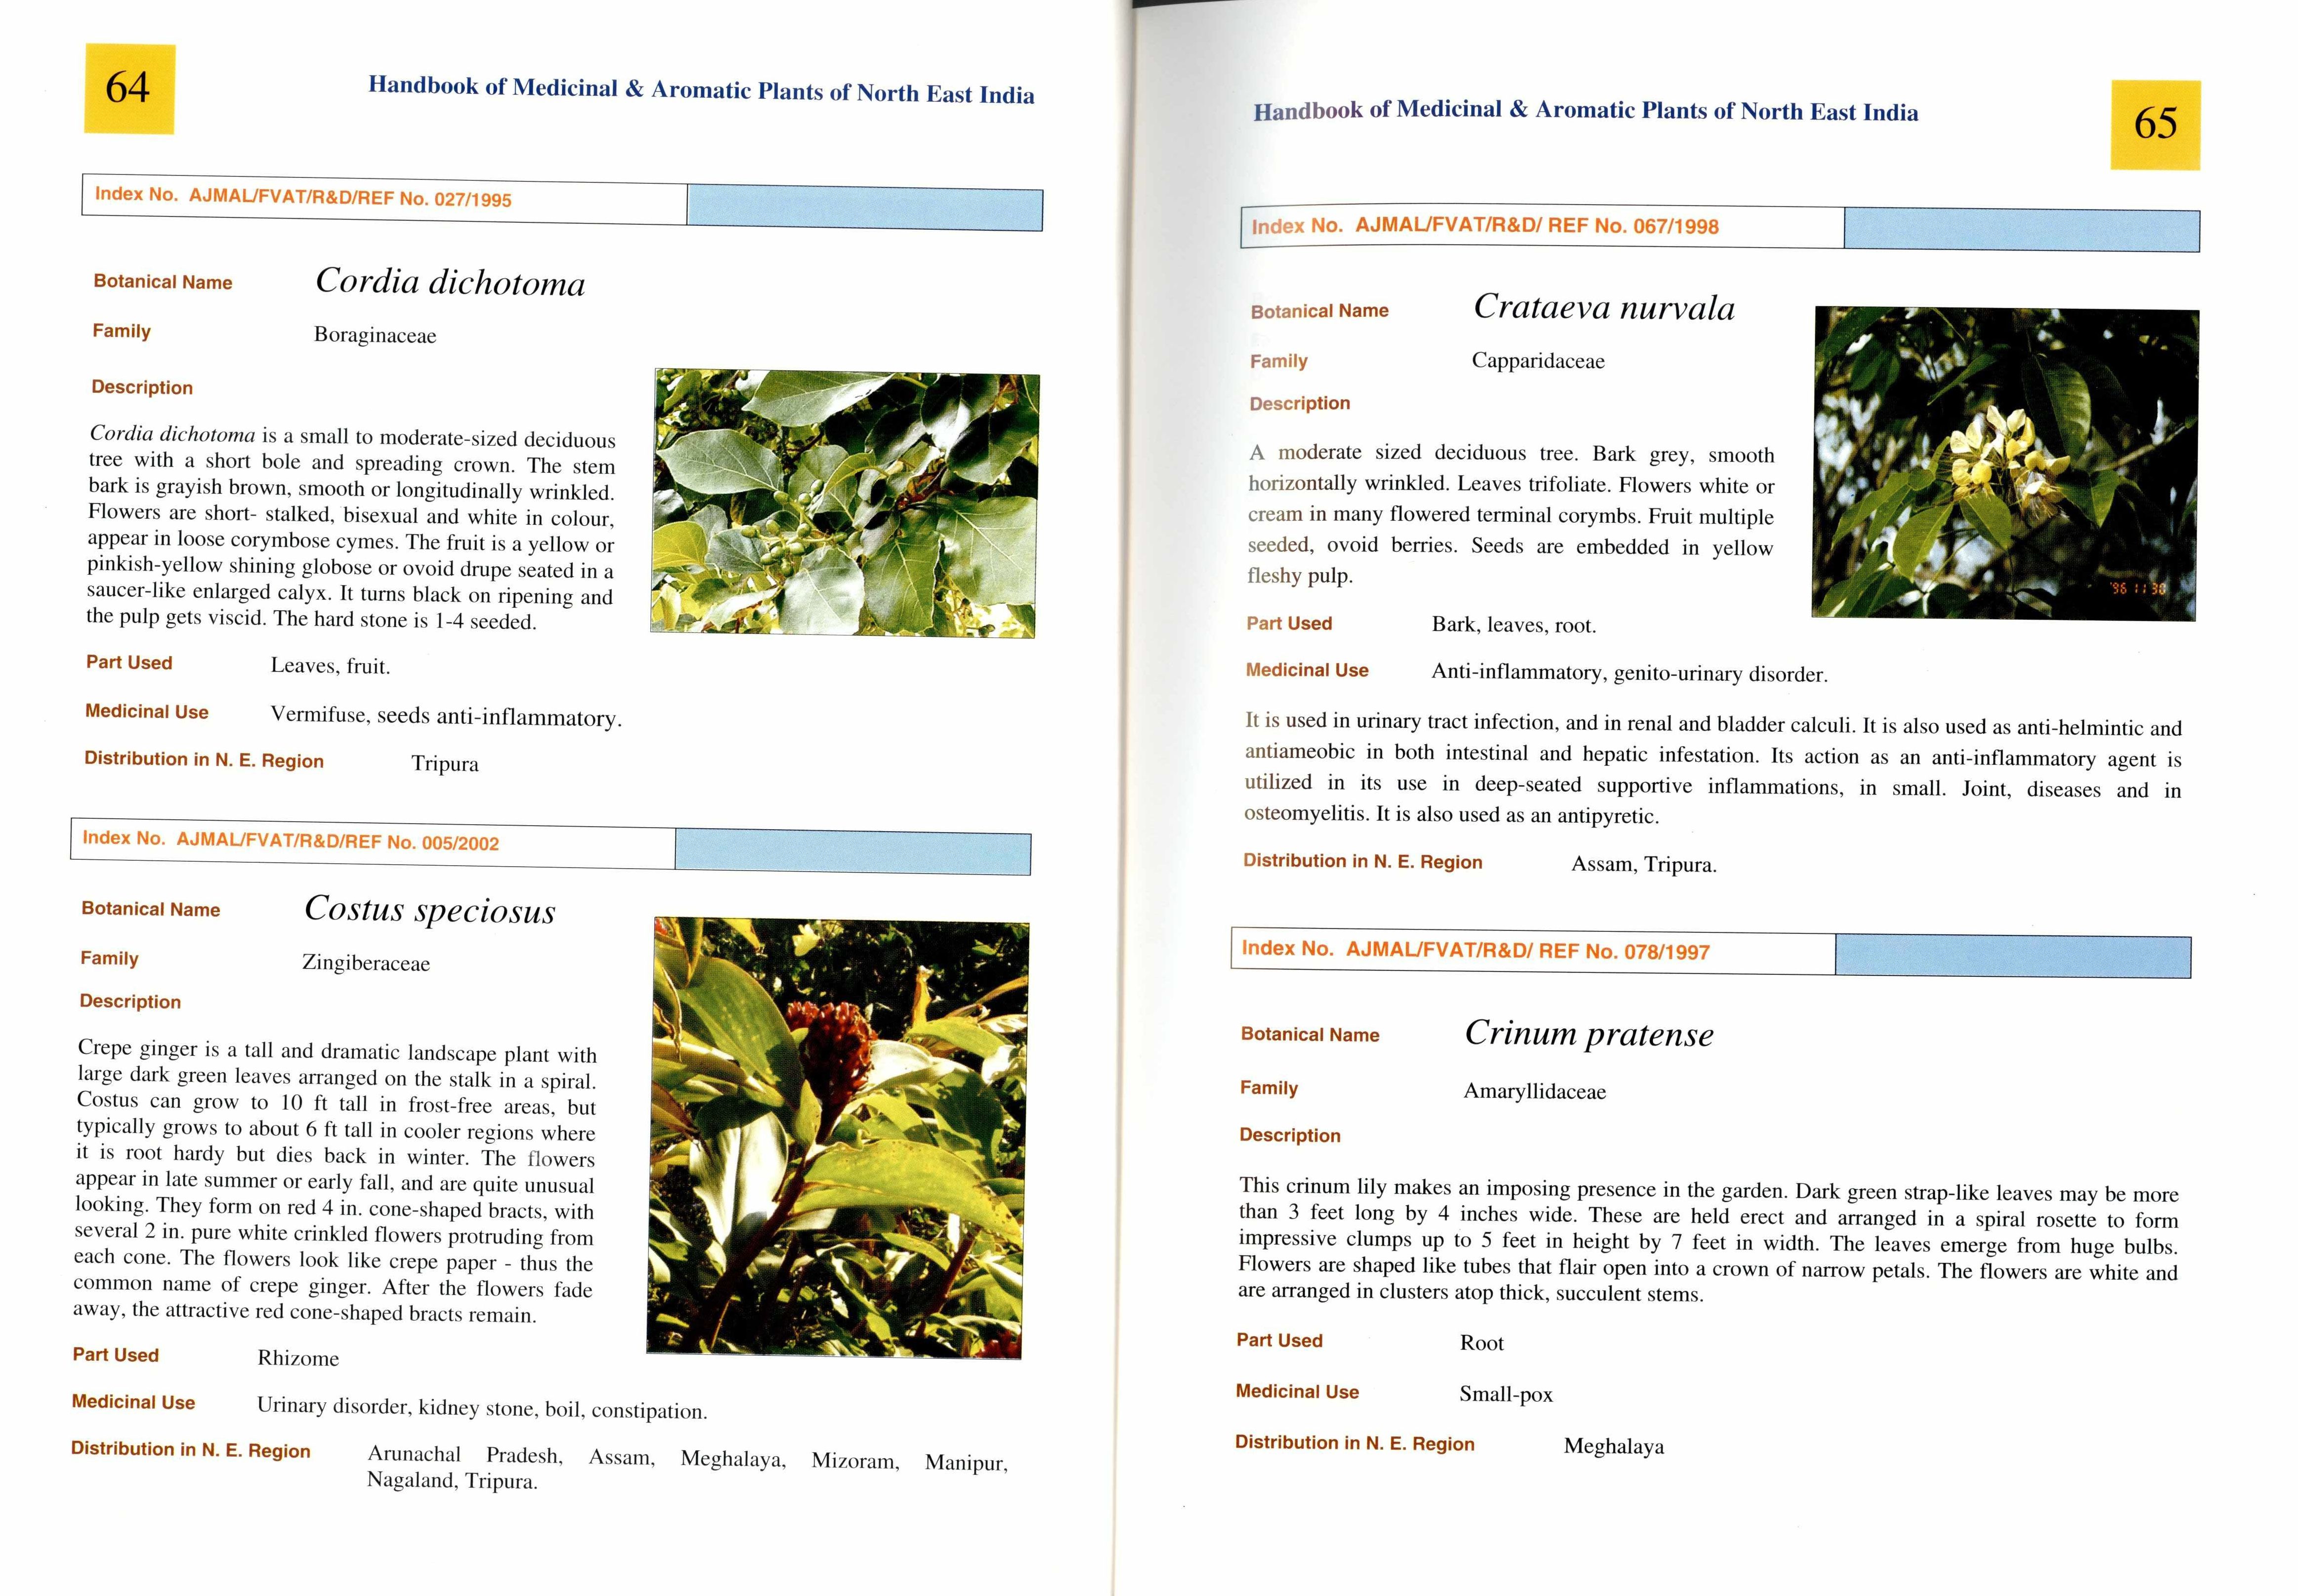 64
Handbook of Medicinal & Aromatic Plants of North East India
Index No. AJMAL/FVAT/R&D/REF No. 027/1995
Botanical Name Cordia dichotoma
Family Boraginaceae
Description
Cordia dichotoma is a small to moderate-sized deciduous
tree with a short bole and spreading crown. The stem
bark is grayish brown, smooth or longitudinally wrinkled.
Flowers are short- stalked, bisexual and white in colour,
appear in loose corymbose cymes. The fruit is a yellow or
pinkish-yellow shining globose or ovoid drupe seated in a
saucer-like enlarged calyx. It turns black on ripening and
the pulp gets viscid. The hard stone is 1-4 seeded.
Part Used Leaves, fruit.
Medicinal Use Vermifuse, seeds anti-inflammatory.
Distribution in N. E. Region Tripura
Index No. AJMAL/FVAT/R&D/REF No. 005/2002
Botanical Name Costus speciosus
Family Zingiberaceae
Description
Crepe ginger is a tall and dramatic landscape plant with
large dark green leaves arranged on the stalk in a spiral.
Costus can grow to 10 ft tall in frost-free areas, but
typically grows to about 6 ft tall in cooler regions where
it is root hardy but dies back in winter. The flowers
appear in late summer or early fall, and are quite unusual
looking. They form on red 4 in. cone-shaped bracts, with
several 2 in. pure white crinkled flowers protruding from
each cone. The flowers look like crepe paper - thus the
common name of crepe ginger. After the flowers fade
away, the attractive red cone-shaped bracts remain.
Part Used Rhizome
Medicinal Use Urinary disorder, kidney stone, boil, constipation.
Distribution in N. E. Region Arunachal Pradesh, Assam, Meghalaya, Mizoram, Manipur,
Nagaland, Tripura.
Handbook of Medicinal & Aromatic Plants of North East India
65
Index No. AJMAL/FVAT/R&D/ REF No. 067/1998
Botanical Name Crataeva nurvala
Family Capparidaceae
Description
A moderate sized deciduous tree. Bark grey, smooth
horizontally wrinkled. Leaves trifoliate. Flowers white or
cream in many flowered terminal corymbs. Fruit multiple
seeded, ovoid berries. Seeds are embedded in yellow
fleshy pulp.
'96 11 30
Part Used Bark, leaves, root.
Medicinal Use Anti-inflammatory, genito-urinary disorder.
It is used in urinary tract infection, and in renal and bladder calculi. It is also used as anti-helmintic and
antiameobic in both intestinal and hepatic infestation. Its action as an anti-inflammatory agent is
utilized in its use in deep-seated supportive inflammations, in small. Joint, diseases and in
osteomyelitis. It is also used as an antipyretic.
Distribution in N. E. Region Assam, Tripura.
Index No. AJMAL/FVAT/R&D/ REF No. 078/1997
Botanical Name Crinum pratense
Family Amaryllidaceae
Description
This crinum lily makes an imposing presence in the garden. Dark green strap-like leaves may be more
than 3 feet long by 4 inches wide. These are held erect and arranged in a spiral rosette to form
impressive clumps up to 5 feet in height by 7 feet in width. The leaves emerge from huge bulbs.
Flowers are shaped like tubes that flair open into a crown of narrow petals. The flowers are white and
are arranged in clusters atop thick, succulent stems.
Part Used Root
Medicinal Use Small-pox
Distribution in N. E. Region Meghalaya